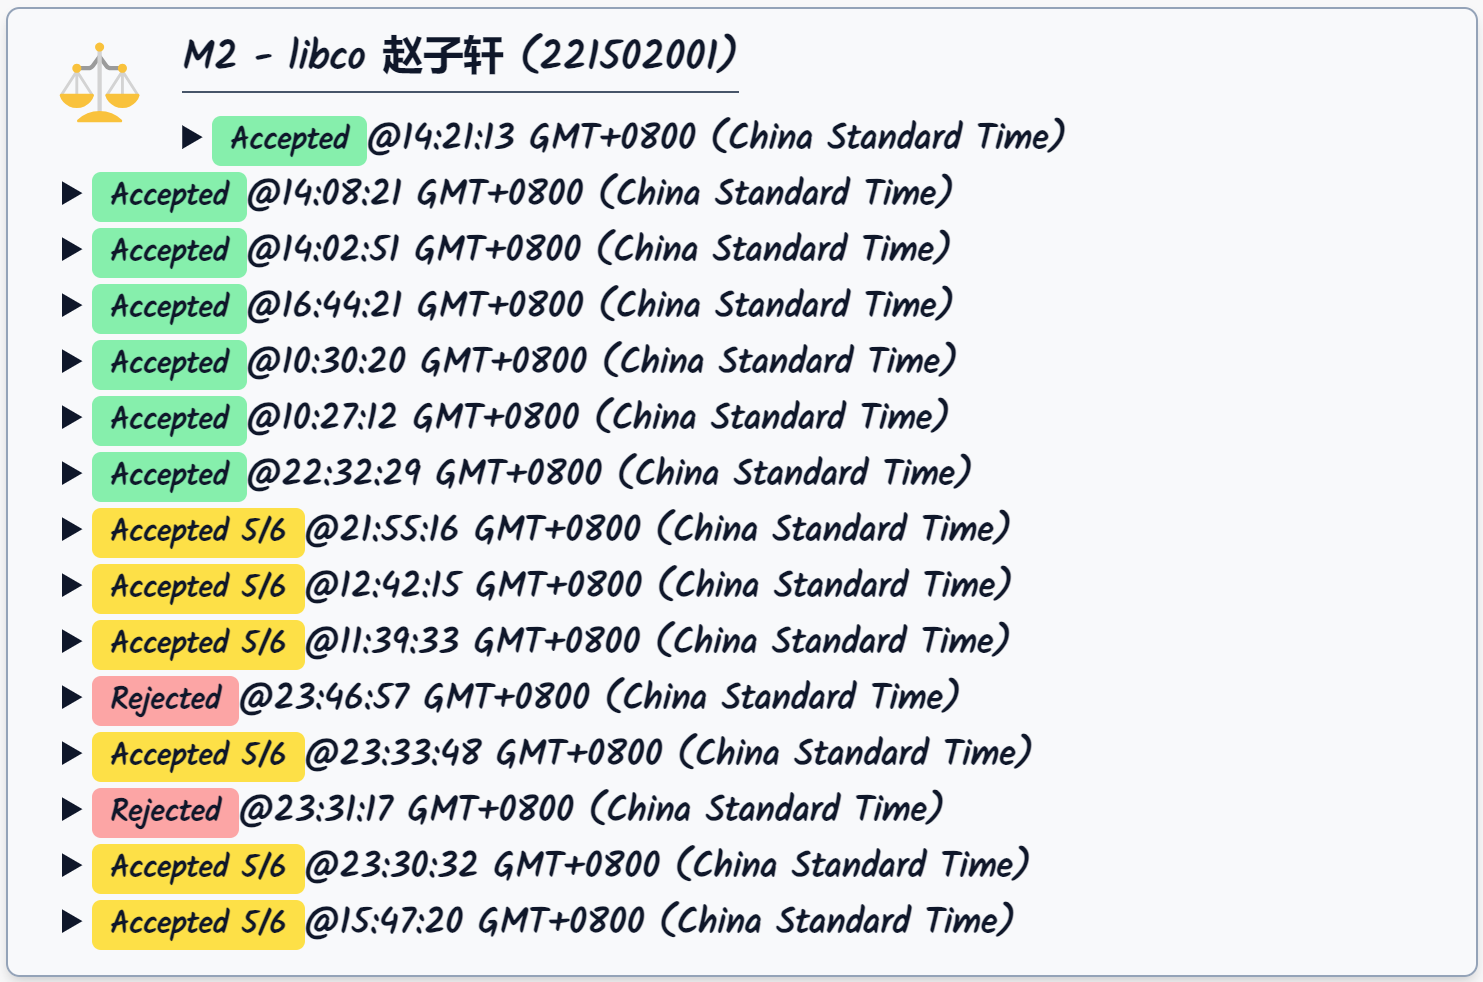 M2 - libco 赵子轩 (221502001)
Accepted @14:21:13 GMT+0800 (China Standard Time)
Accepted @14:08:21 GMT+0800 (China Standard Time)
Accepted @14:02:51 GMT+0800 (China Standard Time)
Accepted @16:44:21 GMT+0800 (China Standard Time)
Accepted @10:30:20 GMT+0800 (China Standard Time)
Accepted @10:27:12 GMT+0800 (China Standard Time)
Accepted @22:32:29 GMT+0800 (China Standard Time)
Accepted 5/6 @21:55:16 GMT+0800 (China Standard Time)
Accepted 5/6 @12:42:15 GMT+0800 (China Standard Time)
Accepted 5/6 @11:39:33 GMT+0800 (China Standard Time)
Rejected @23:46:57 GMT+0800 (China Standard Time)
Accepted 5/6 @23:33:48 GMT+0800 (China Standard Time)
Rejected @23:31:17 GMT+0800 (China Standard Time)
Accepted 5/6 @23:30:32 GMT+0800 (China Standard Time)
Accepted 5/6 @15:47:20 GMT+0800 (China Standard Time)